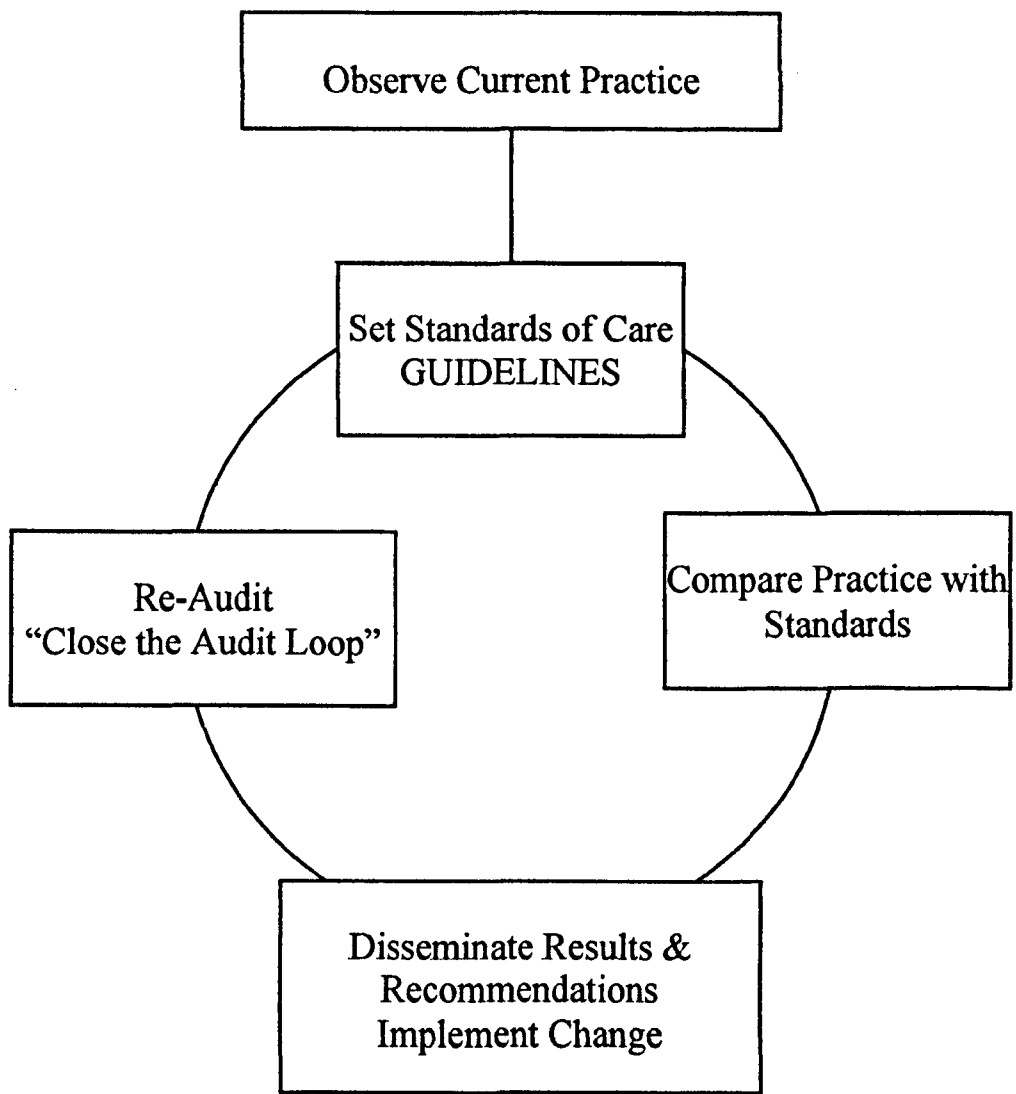 Observe Current Practice
Set Standards of Care
GUIDELINES
Compare Practice with
Standards
Disseminate Results &
Recommendations
Implement Change
Re-Audit
“Close the Audit Loop”